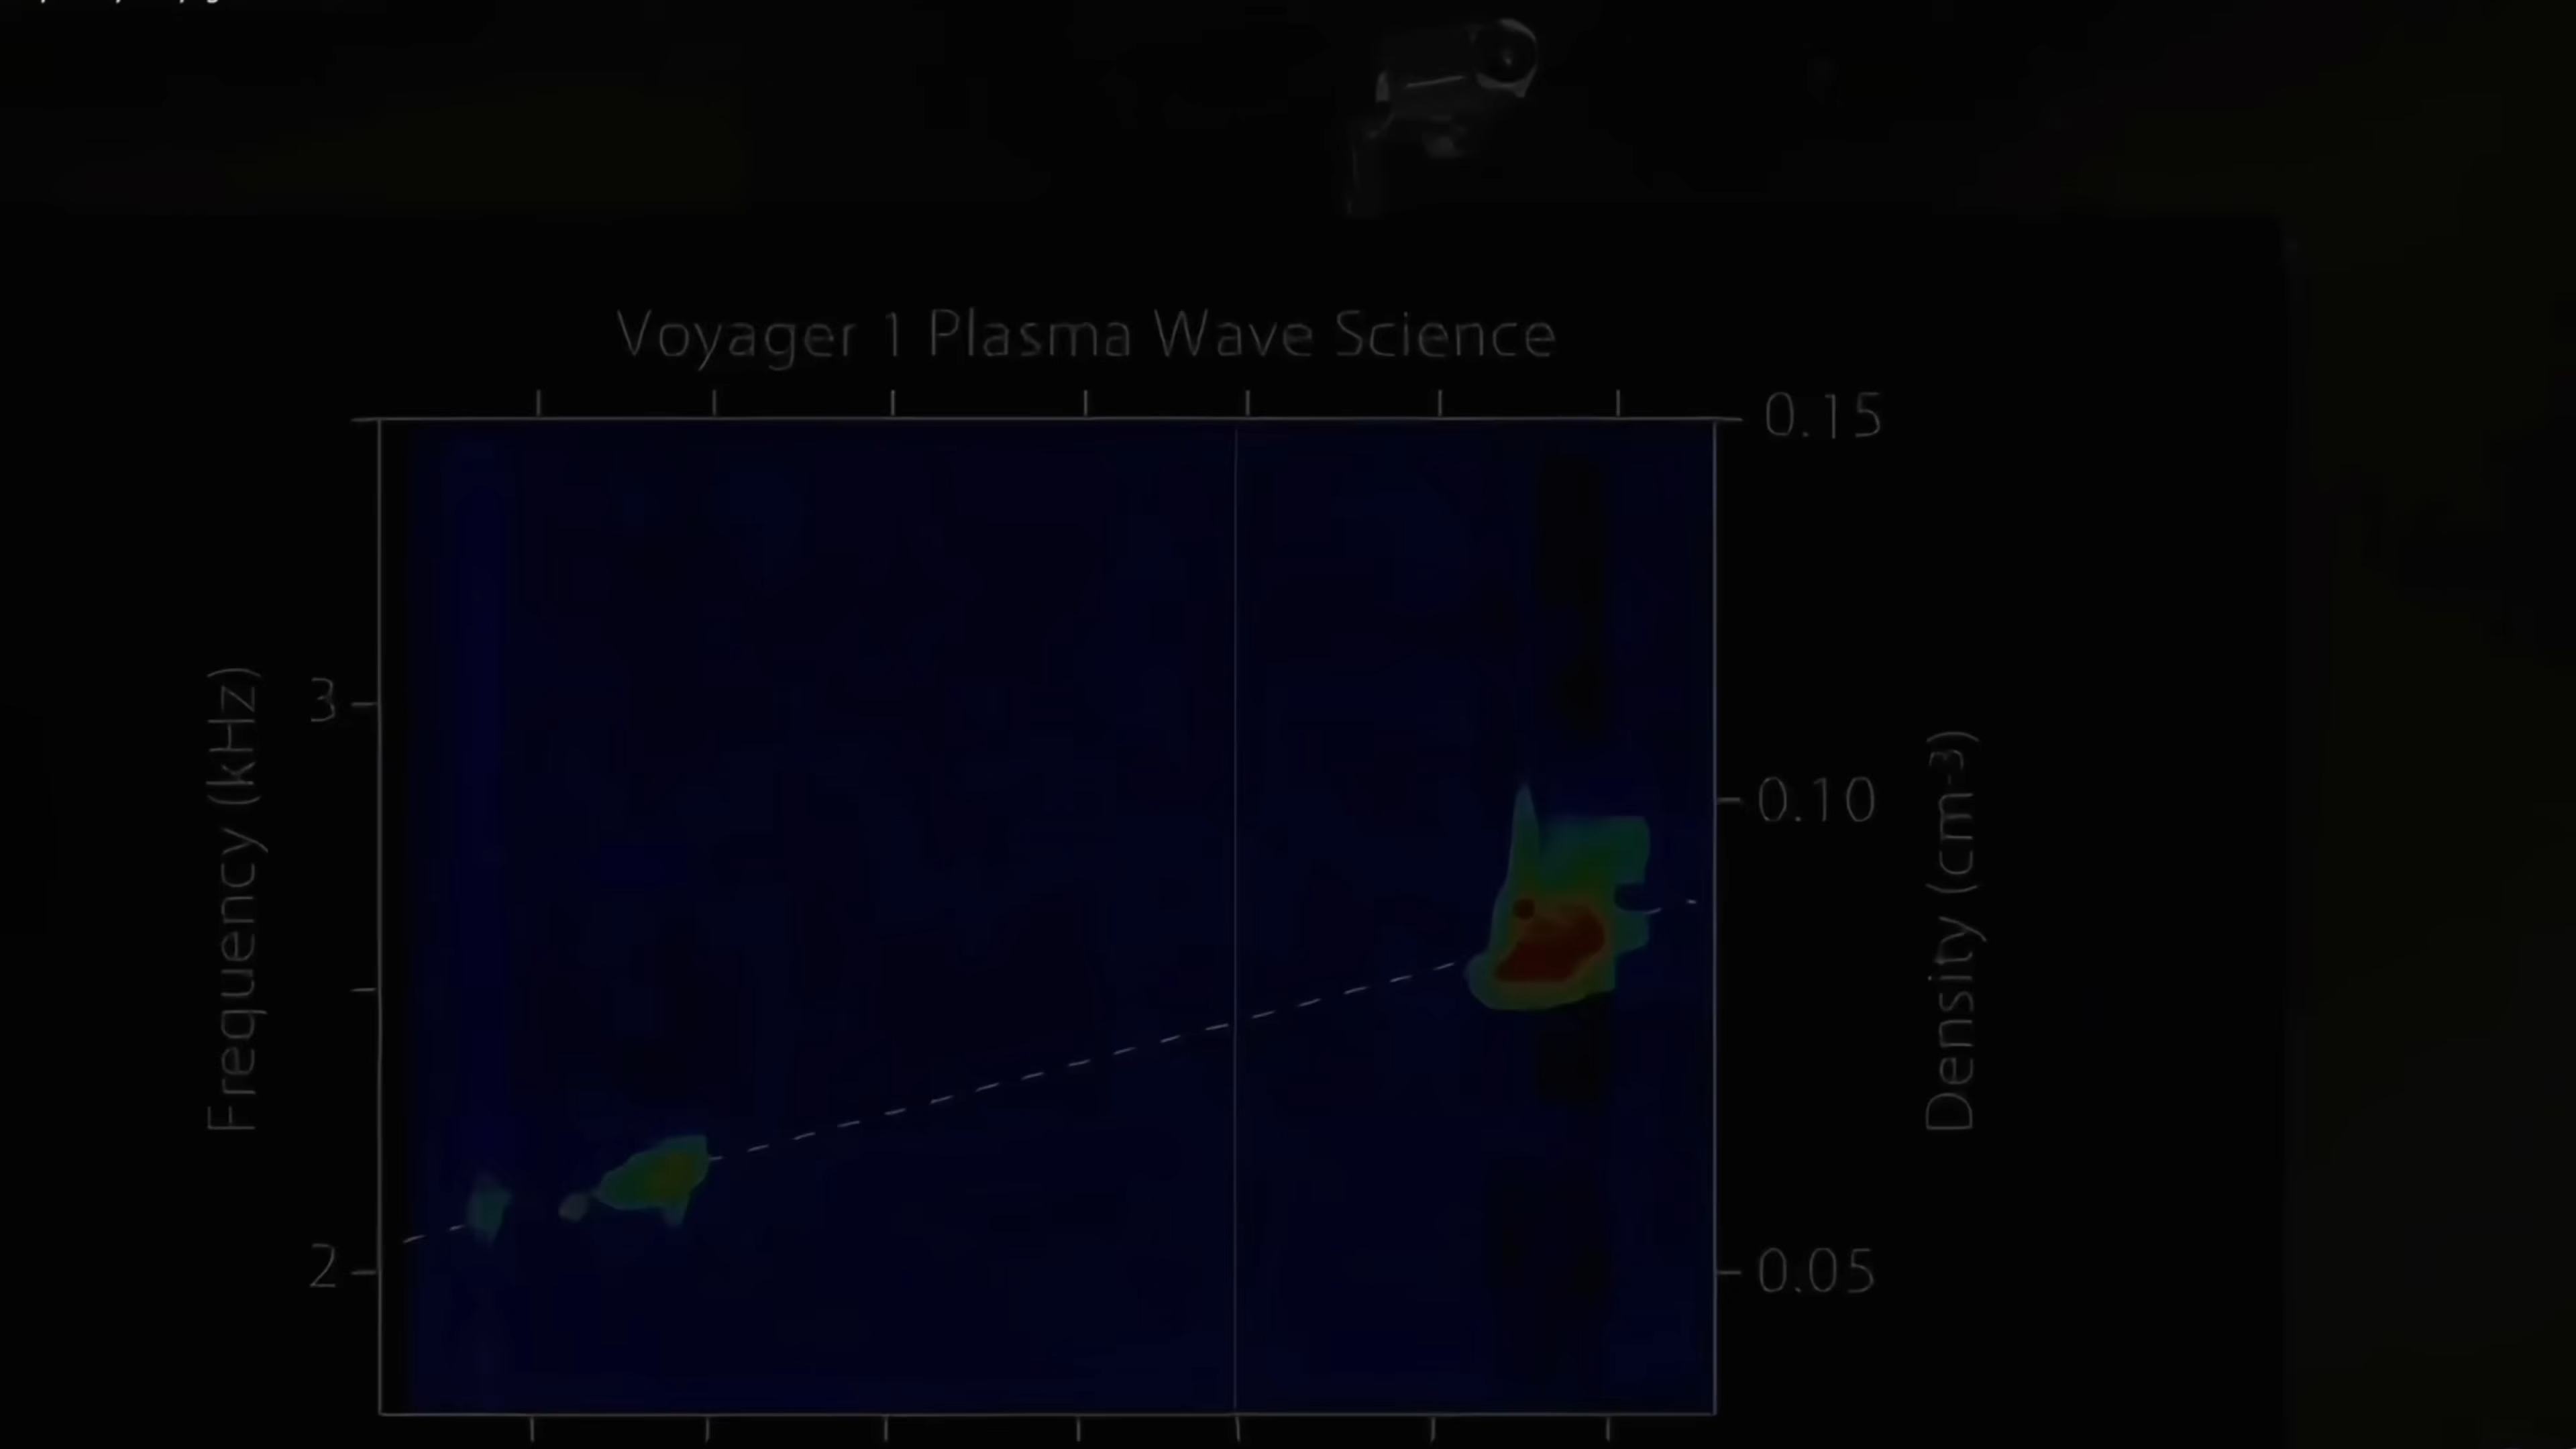 Voyager 1 Plasma Wave Science
0.15
3
0.10
2
0.05
Frequency (kHz)
Density (cm-3)